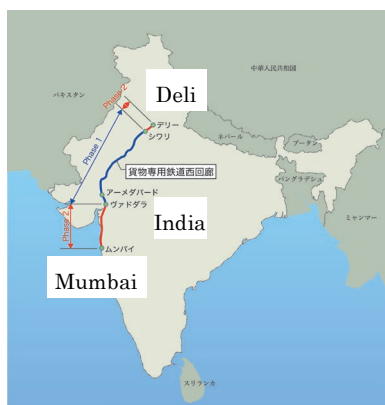 中華人民共和国
パキスタン
Phase 2
Deli
デリー
シワリ
ネパール
ブータン
Phase 1
貨物専用鉄道西回廊
バングラデシュ
アーメダバード
ヴァドダラ
India
ミャンマー
Phase 2
ムンバイ
Mumbai
スリランカ